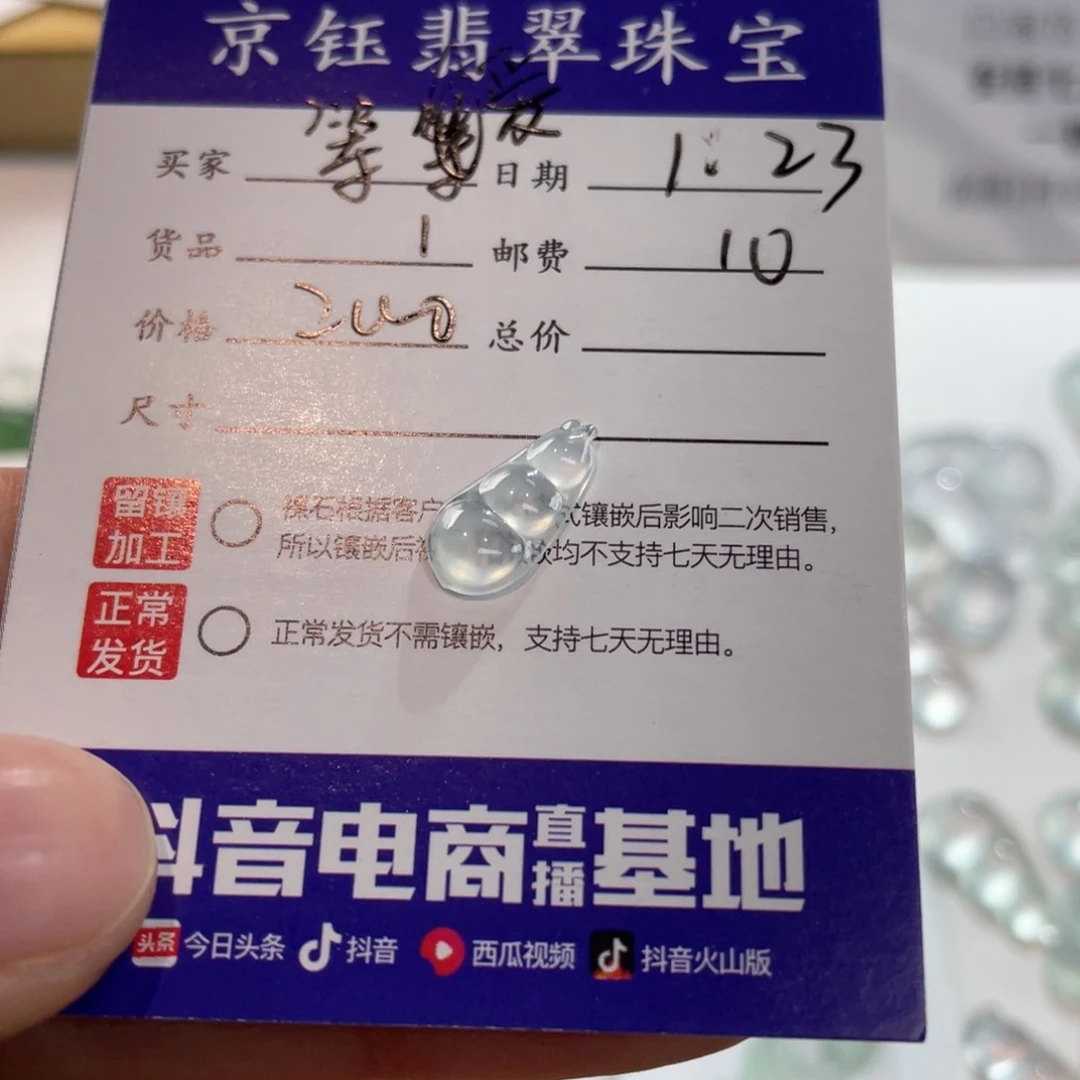 京钰翡翠珠宝
买家 日期 1:23
货品 1 邮费 10
价格 200 总价
尺寸
留镶加工 裸石根据客户 式镶嵌后影响二次销售，
所以镶嵌后 均不支持七天无理由。
正常发货 正常发货不需镶嵌，支持七天无理由。
抖音电商直播基地
头条 今日头条 抖音 西瓜视频 抖音火山版